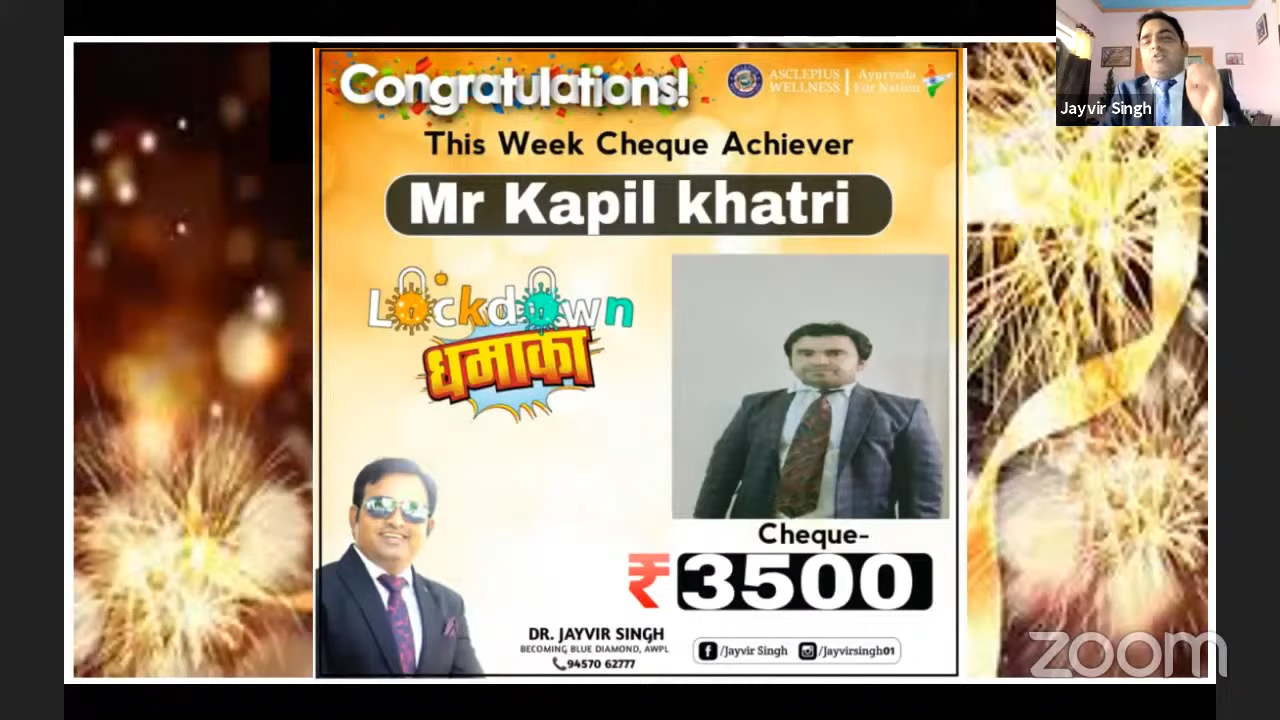 Congratulations!
ASCLEPIUS
WELLNESS
Ayurveda
For Nation
Jayvir Singh
This Week Cheque Achiever
Mr Kapil khatri
Lockdown
धमाका
Cheque-
₹3500
DR. JAYVIR SINGH
BECOMING BLUE DIAMOND, AWPL
94570 62777
/Jayvir Singh
/Jayvirsingh01
zoom